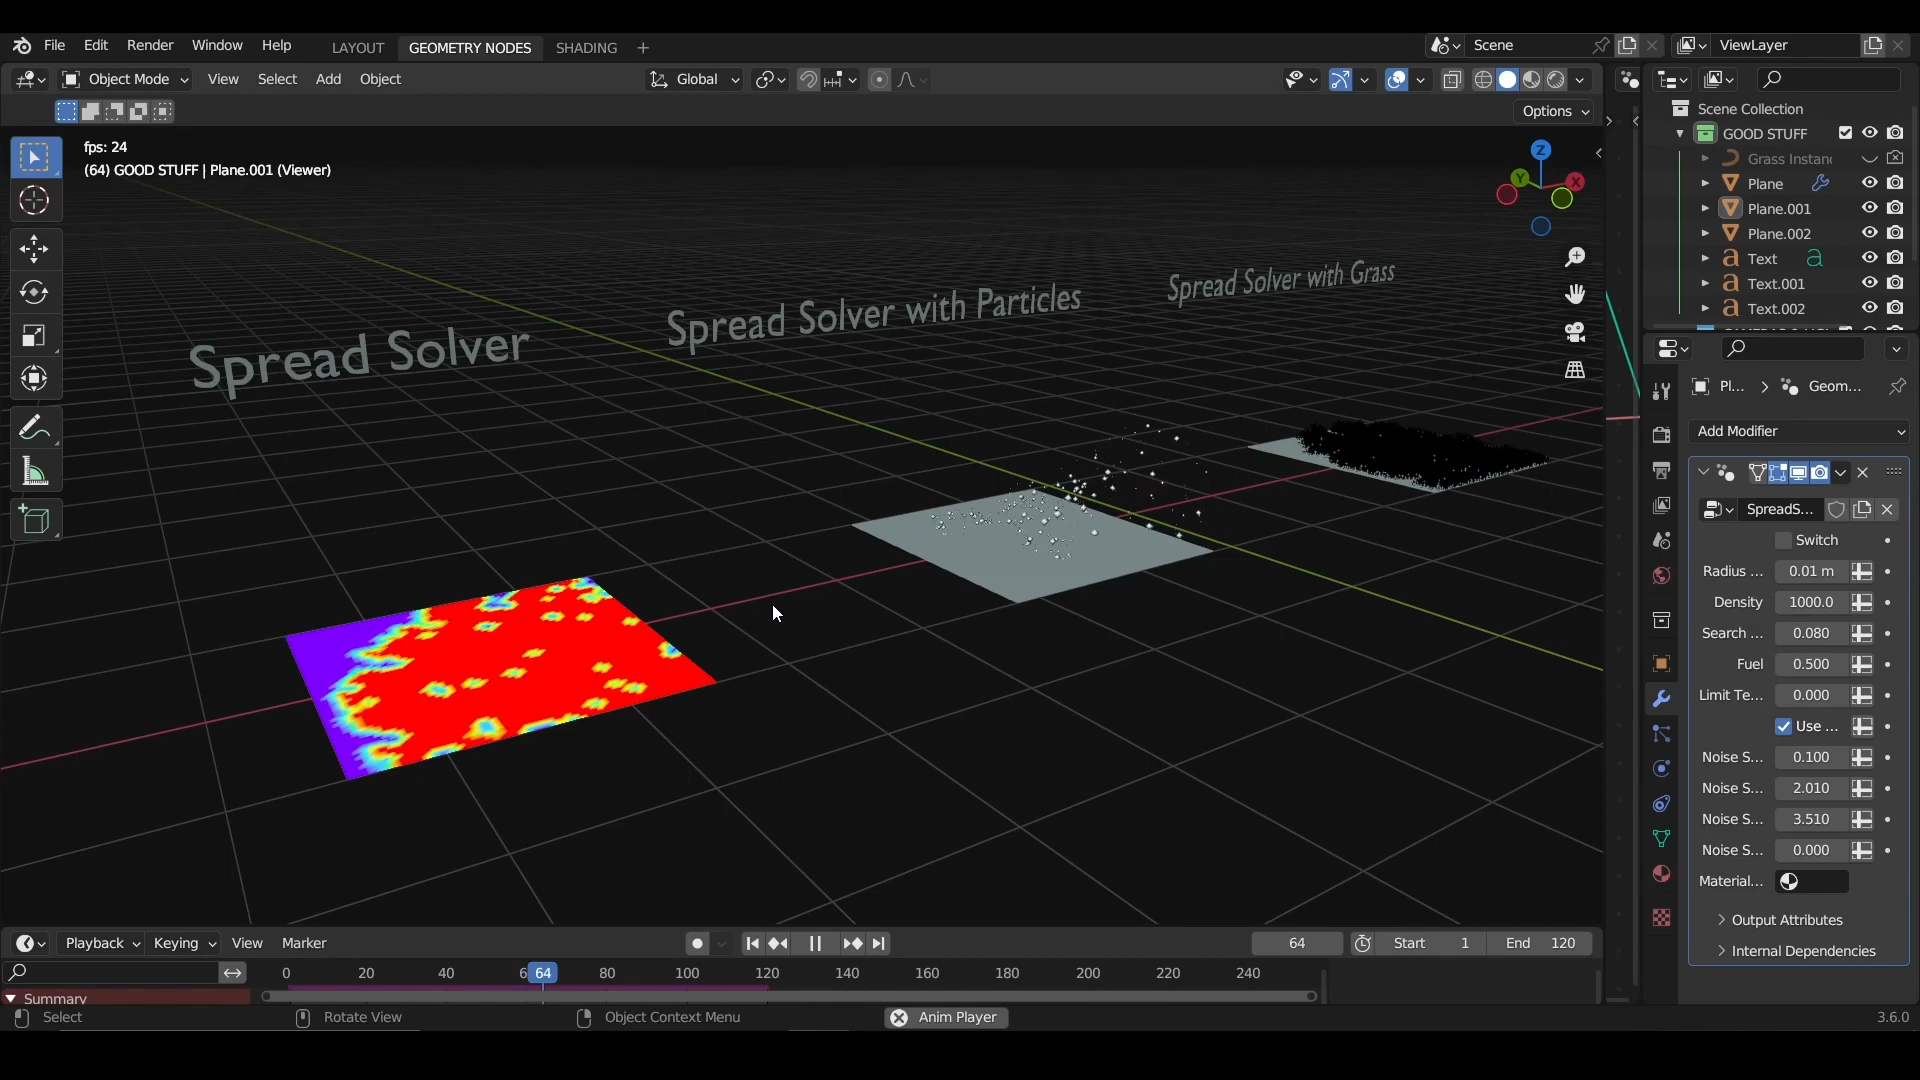 File Edit Render Window Help LAYOUT GEOMETRY NODES SHADING + Scene ViewLayer
Object Mode View Select Add Object Global
Options
fps: 24
(64) GOOD STUFF | Plane.001 (Viewer)
Z
Y X
Spread Solver
Spread Solver with Particles
Spread Solver with Grass
Scene Collection
GOOD STUFF
Grass Instan
Plane
Plane.001
Plane.002
Text
Text.001
Text.002
Pl... > Geom...
Add Modifier
SpreadS...
Switch
Radius ... 0.01 m
Density 1000.0
Search ... 0.080
Fuel 0.500
Limit Te... 0.000
Use ...
Noise S... 0.100
Noise S... 2.010
Noise S... 3.510
Noise S... 0.000
Material...
Output Attributes
Internal Dependencies
Playback Keying View Marker 64 Start 1 End 120
0 20 40 6 64 80 100 120 140 160 180 200 220 240
Summary
Select Rotate View Object Context Menu Anim Player 3.6.0